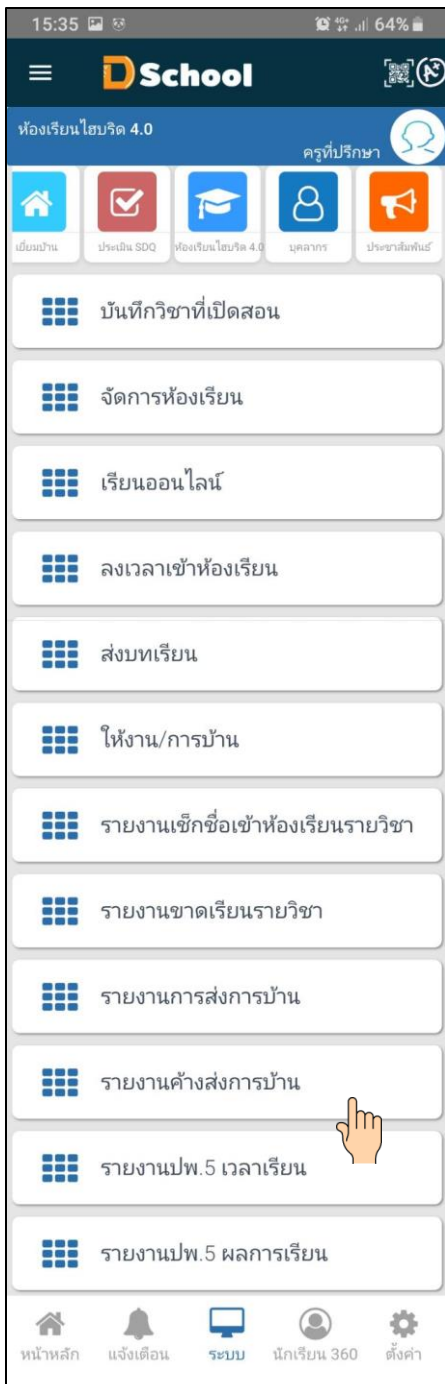 15:35
4G+ 64%
DSchool
A+
ห้องเรียนไฮบริด 4.0
ครูที่ปรึกษา
เยี่ยมบ้าน ประเมิน SDQ ห้องเรียนไฮบริด 4.0 บุคลากร ประชาสัมพันธ์
บันทึกวิชาที่เปิดสอน
จัดการห้องเรียน
เรียนออนไลน์
ลงเวลาเข้าห้องเรียน
ส่งบทเรียน
ให้งาน/การบ้าน
รายงานเช็กชื่อเข้าห้องเรียนรายวิชา
รายงานขาดเรียนรายวิชา
รายงานการส่งการบ้าน
รายงานค้างส่งการบ้าน
รายงานปพ.5 เวลาเรียน
รายงานปพ.5 ผลการเรียน
หน้าหลัก แจ้งเตือน ระบบ นักเรียน 360 ตั้งค่า